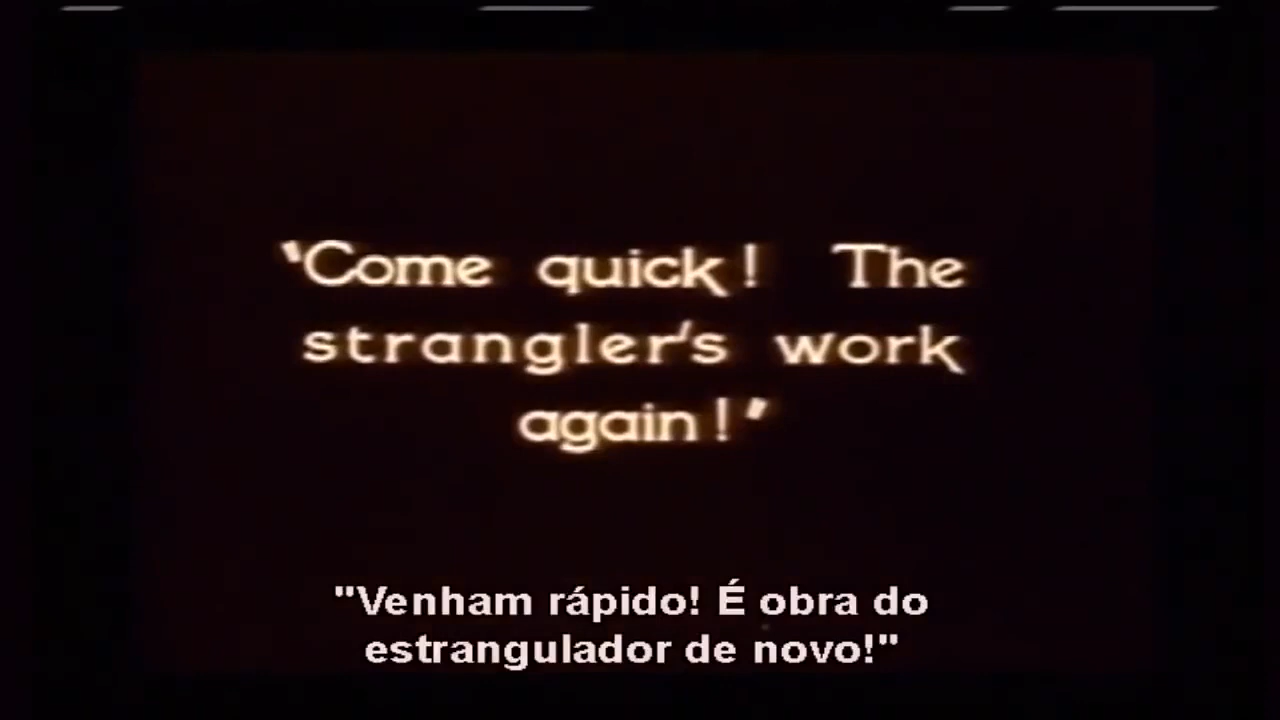 'Come quick! The
strangler's work
again!'
"Venham rápido! É obra do
estrangulador de novo!"